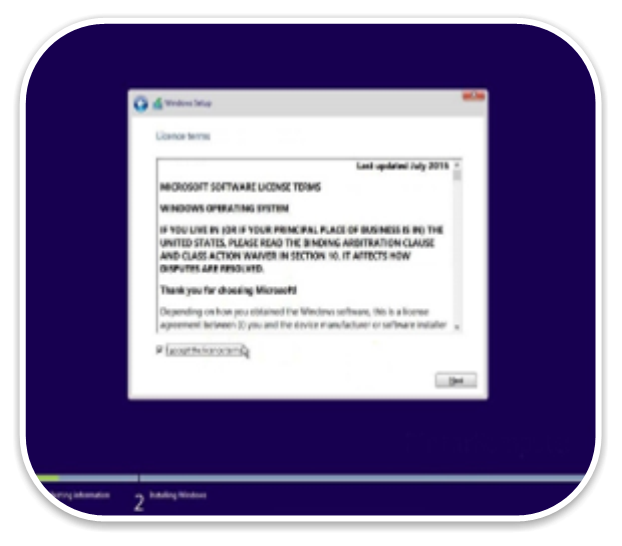 Windows Setup
Licence terms
Last updated July 2015
MICROSOFT SOFTWARE LICENSE TERMS
WINDOWS OPERATING SYSTEM
IF YOU LIVE IN (OR IF YOUR PRINCIPAL PLACE OF BUSINESS IS IN) THE
UNITED STATES, PLEASE READ THE BINDING ARBITRATION CLAUSE
AND CLASS ACTION WAIVER IN SECTION 10. IT AFFECTS HOW
DISPUTES ARE RESOLVED.
Thank you for choosing Microsoft!
Depending on how you obtained the Windows software, this is a license
agreement between (i) you and the device manufacturer or software installer
I accept the licence terms
Next
information
2 Installing Windows